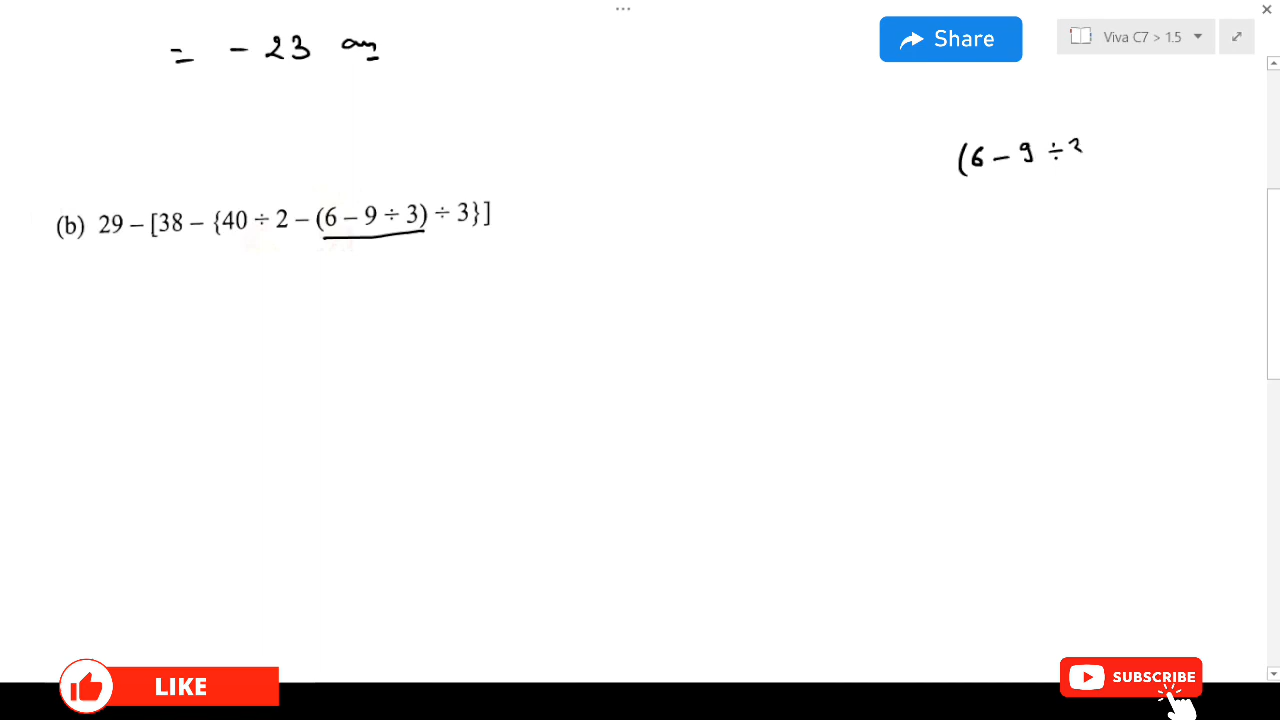 = - 23 ans
Share
Viva C7 > 1.5
(6 - 9 ÷ 3
(b) 29 – [38 – {40 ÷ 2 – (6 – 9 ÷ 3) ÷ 3}]
LIKE
SUBSCRIBE